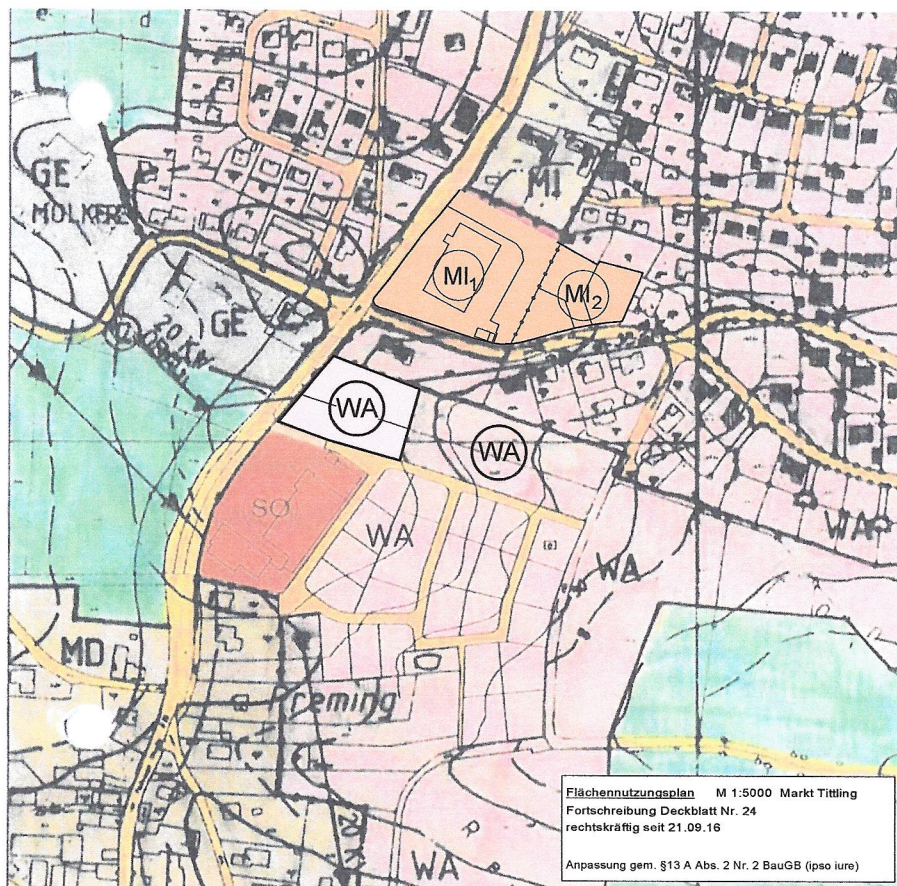 WA
MI
GE
MOLKERE
MI1
MI2
GE
20 KV
WA
WA
SO
WA
WA
WA
MD
reming
20 K
WA
Flächennutzungsplan M 1:5000 Markt Tittling
Fortschreibung Deckblatt Nr. 24
rechtskräftig seit 21.09.16
Anpassung gem. §13 A Abs. 2 Nr. 2 BauGB (ipso iure)